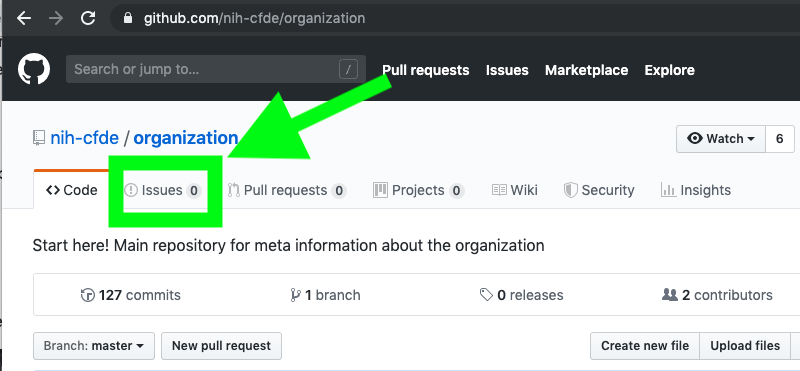 github.com/nih-cfde/organization
Search or jump to... / Pull requests Issues Marketplace Explore
nih-cfde / organization Watch 6
Code Issues 0 Pull requests 0 Projects 0 Wiki Security Insights
Start here! Main repository for meta information about the organization
127 commits 1 branch 0 releases 2 contributors
Branch: master New pull request Create new file Upload files